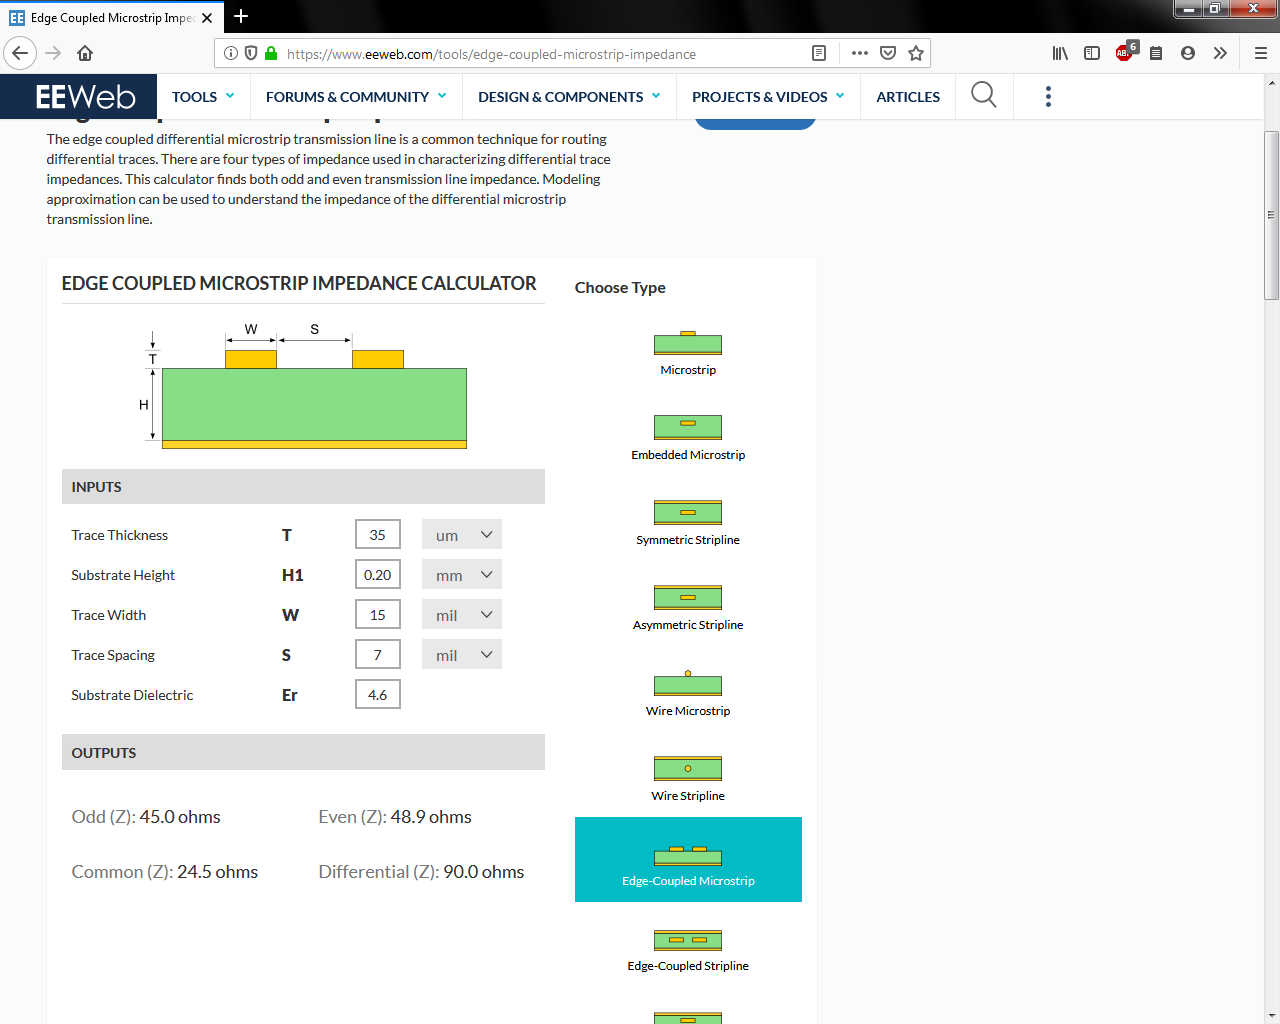 Edge Coupled Microstrip Impe
6
https://www.eeweb.com/tools/edge-coupled-microstrip-impedance
EEWeb
TOOLS
FORUMS & COMMUNITY
DESIGN & COMPONENTS
PROJECTS & VIDEOS
ARTICLES
The edge coupled differential microstrip transmission line is a common technique for routing
differential traces. There are four types of impedance used in characterizing differential trace
impedances. This calculator finds both odd and even transmission line impedance. Modeling
approximation can be used to understand the impedance of the differential microstrip
transmission line.
EDGE COUPLED MICROSTRIP IMPEDANCE CALCULATOR
W
S
T
H
INPUTS
Trace Thickness T 35 um
Substrate Height H1 0.20 mm
Trace Width W 15 mil
Trace Spacing S 7 mil
Substrate Dielectric Er 4.6
OUTPUTS
Odd (Z): 45.0 ohms Even (Z): 48.9 ohms
Common (Z): 24.5 ohms Differential (Z): 90.0 ohms
Choose Type
Microstrip
Embedded Microstrip
Symmetric Stripline
Asymmetric Stripline
Wire Microstrip
Wire Stripline
Edge-Coupled Microstrip
Edge-Coupled Stripline